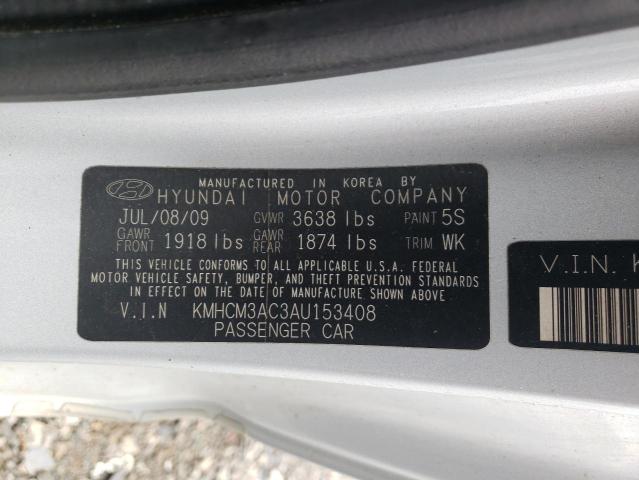 MANUFACTURED IN KOREA BY
HYUNDAI MOTOR COMPANY
JUL/08/09 GVWR 3638 lbs PAINT 5S
GAWR FRONT 1918 lbs GAWR REAR 1874 lbs TRIM WK
THIS VEHICLE CONFORMS TO ALL APPLICABLE U.S.A. FEDERAL
MOTOR VEHICLE SAFETY, BUMPER, AND THEFT PREVENTION STANDARDS
IN EFFECT ON THE DATE OF MANUFACTURE SHOWN ABOVE.
V.I.N KMHCM3AC3AU153408
PASSENGER CAR
V.I.N. K